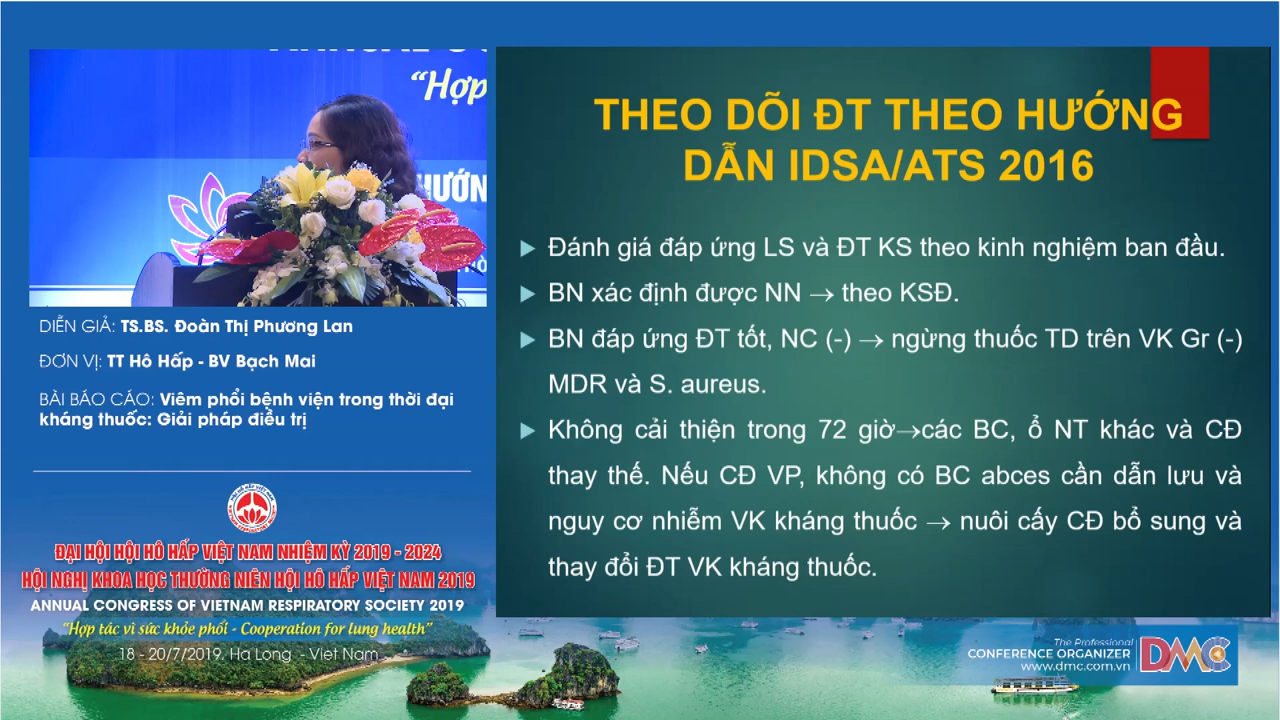 “Hợp
HƯỚN
DIỄN GIẢ: TS.BS. Đoàn Thị Phương Lan
ĐƠN VỊ: TT Hô Hấp - BV Bạch Mai
BÀI BÁO CÁO: Viêm phổi bệnh viện trong thời đại
kháng thuốc: Giải pháp điều trị
ĐẠI HỘI HỘI HÔ HẤP VIỆT NAM NHIỆM KỲ 2019 - 2024
HỘI NGHỊ KHOA HỌC THƯỜNG NIÊN HỘI HÔ HẤP VIỆT NAM 2019
ANNUAL CONGRESS OF VIETNAM RESPIRATORY SOCIETY 2019
“Hợp tác vì sức khỏe phổi - Cooperation for lung health”
18 - 20/7/2019. Ha Long - Viet Nam
THEO DÕI ĐT THEO HƯỚNG
DẪN IDSA/ATS 2016
Đánh giá đáp ứng LS và ĐT KS theo kinh nghiệm ban đầu.
BN xác định được NN → theo KSĐ.
BN đáp ứng ĐT tốt, NC (-) → ngừng thuốc TD trên VK Gr (-)
MDR và S. aureus.
Không cải thiện trong 72 giờ→các BC, ổ NT khác và CĐ
thay thế. Nếu CĐ VP, không có BC abces cần dẫn lưu và
nguy cơ nhiễm VK kháng thuốc → nuôi cấy CĐ bổ sung và
thay đổi ĐT VK kháng thuốc.
The Professional
CONFERENCE ORGANIZER
www.dmc.com.vn
DMC